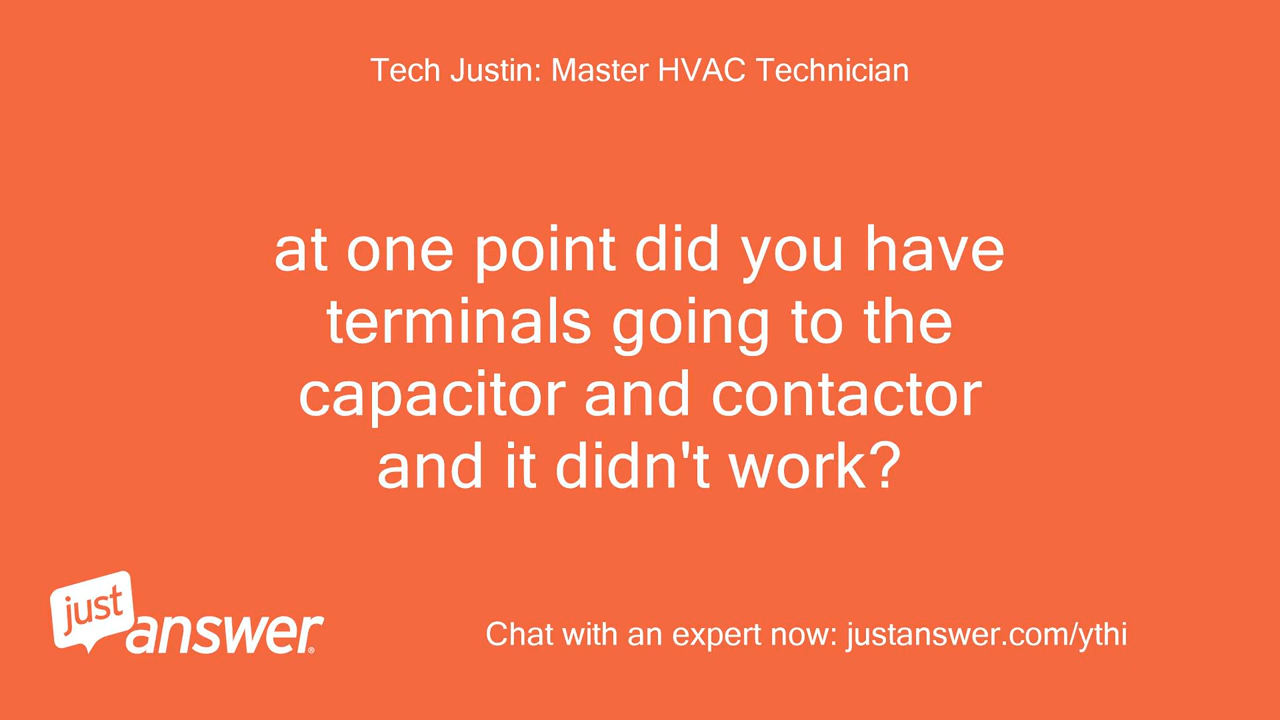 Tech Justin: Master HVAC Technician
at one point did you have
terminals going to the
capacitor and contactor
and it didn't work?
just
answer®
Chat with an expert now: justanswer.com/ythi